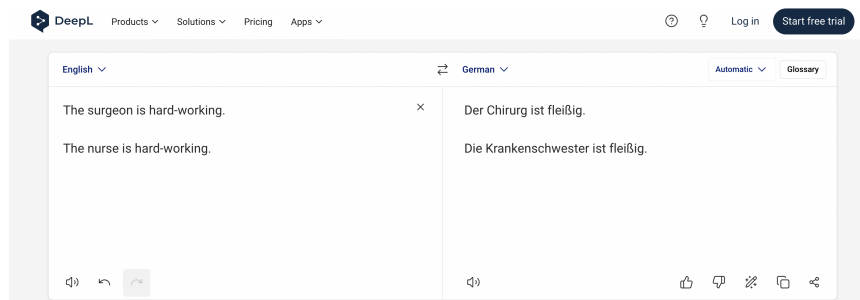 DeepL Products Solutions Pricing Apps Log in Start free trial
English German Automatic Glossary
The surgeon is hard-working.
The nurse is hard-working.
Der Chirurg ist fleißig.
Die Krankenschwester ist fleißig.